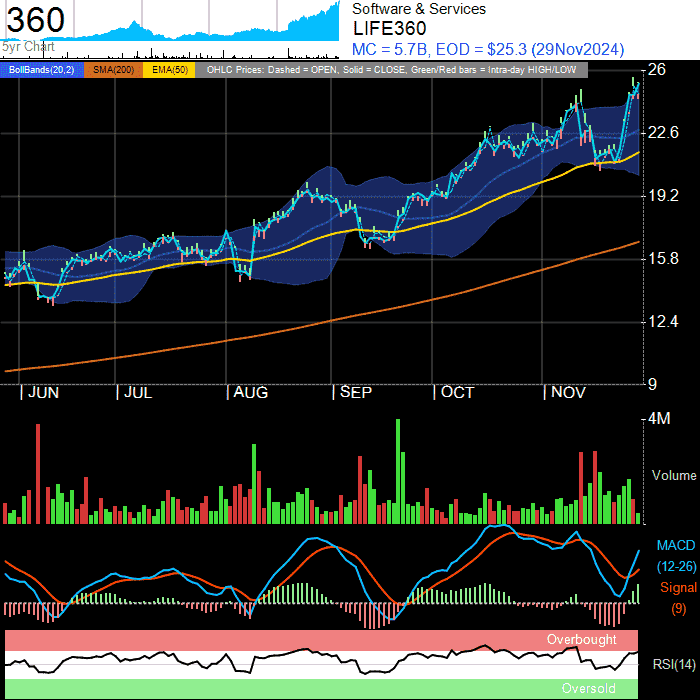 360
Software & Services
LIFE360
5yr Chart
MC = 5.7B, EOD = $25.3 (29Nov2024)
BollBands(20,2) SMA(200) EMA(50) OHLC Prices: Dashed = OPEN, Solid = CLOSE, Green/Red bars = Intra-day HIGH/LOW
26
22.6
19.2
15.8
12.4
9
| JUN | JUL | AUG | SEP | OCT | NOV
4M
Volume
MACD
(12-26)
Signal
(9)
Overbought
RSI(14)
Oversold